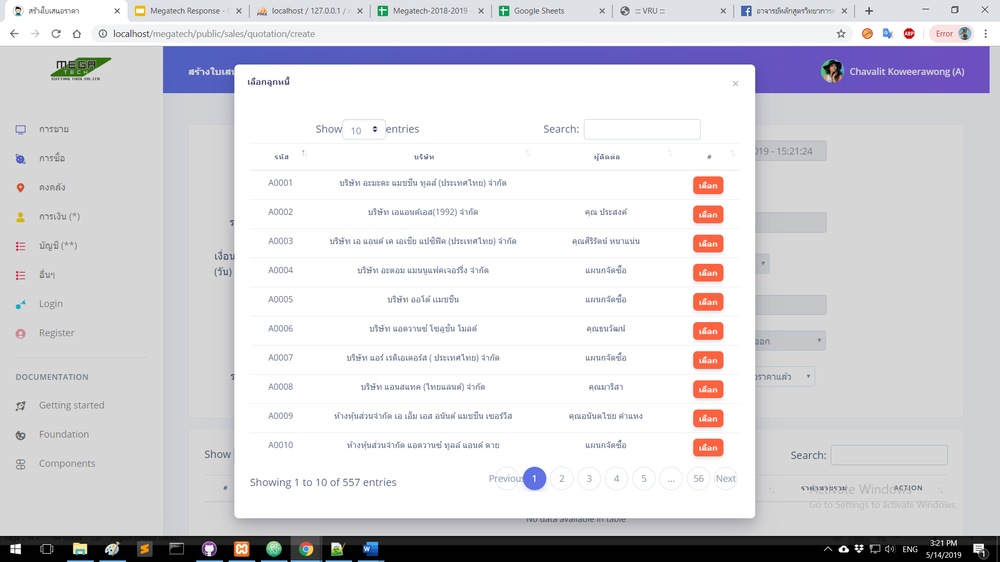 สร้างใบเสนอราคา
Megatech Response -
localhost / 127.0.0.1 /
Megatech-2018-2019 -
Google Sheets
::: VRU :::
อาจารย์หลักสูตรวิทยาการ
localhost/megatech/public/sales/quotation/create
Error
ABP
MEGA
TECH
CUTTING TOOL CO.,LTD.
สร้างใบเสน
Chavalit Koweerawong (A)
การขาย
การซื้อ
คงคลัง
การเงิน (*)
บัญชี (**)
อื่นๆ
Login
Register
DOCUMENTATION
Getting started
Foundation
Components
เลือกลูกหนี้
×
Show 10 entries
Search:
รหัส บริษัท ผู้ติดต่อ #
A0001 บริษัท อะมะดะ แมชชีน ทูลส์ (ประเทศไทย) จำกัด เลือก
A0002 บริษัท เอแอนด์เอส(1992) จำกัด คุณ ประสงค์ เลือก
A0003 บริษัท เอ แอนด์ เค เอเชีย แปซิฟิค (ประเทศไทย) จำกัด คุณศิริรัตน์ หนาแน่น เลือก
A0004 บริษัท อะตอม แมนนูแฟคเจอร์ริ่ง จำกัด แผนกจัดซื้อ เลือก
A0005 บริษัท ออโต้ แมชชีน แผนกจัดซื้อ เลือก
A0006 บริษัท แอดวานซ์ โซลูชั่น โมลด์ คุณธนวัฒน์ เลือก
A0007 บริษัท แอร์ เรดิเอเตอร์ส ( ประเทศไทย) จำกัด แผนกจัดซื้อ เลือก
A0008 บริษัท แอนสแทค (ไทยแลนด์) จำกัด คุณมาริสา เลือก
A0009 ห้างหุ้นส่วนจำกัด เอ เอ็ม เอส อนันต์ แมชชีน เซอร์วิส คุณอนันตไชย คำแหง เลือก
A0010 ห้างหุ้นส่วนจำกัด แอดวานซ์ ทูลล์ แอนด์ ดาย แผนกจัดซื้อ เลือก
Showing 1 to 10 of 557 entries
Previous 1 2 3 4 5 ... 56 Next
019 - 15:21:24
เงื่อน
(วัน)
ออก
ราคาแล้ว
Show
Search:
# ราคาขายรวม ACTION
No data available in table
Activate Windows
Go to Settings to activate Windows.
Page 2 of 4 64 words English (United States) 100%
ENG
3:21 PM
5/14/2019
1